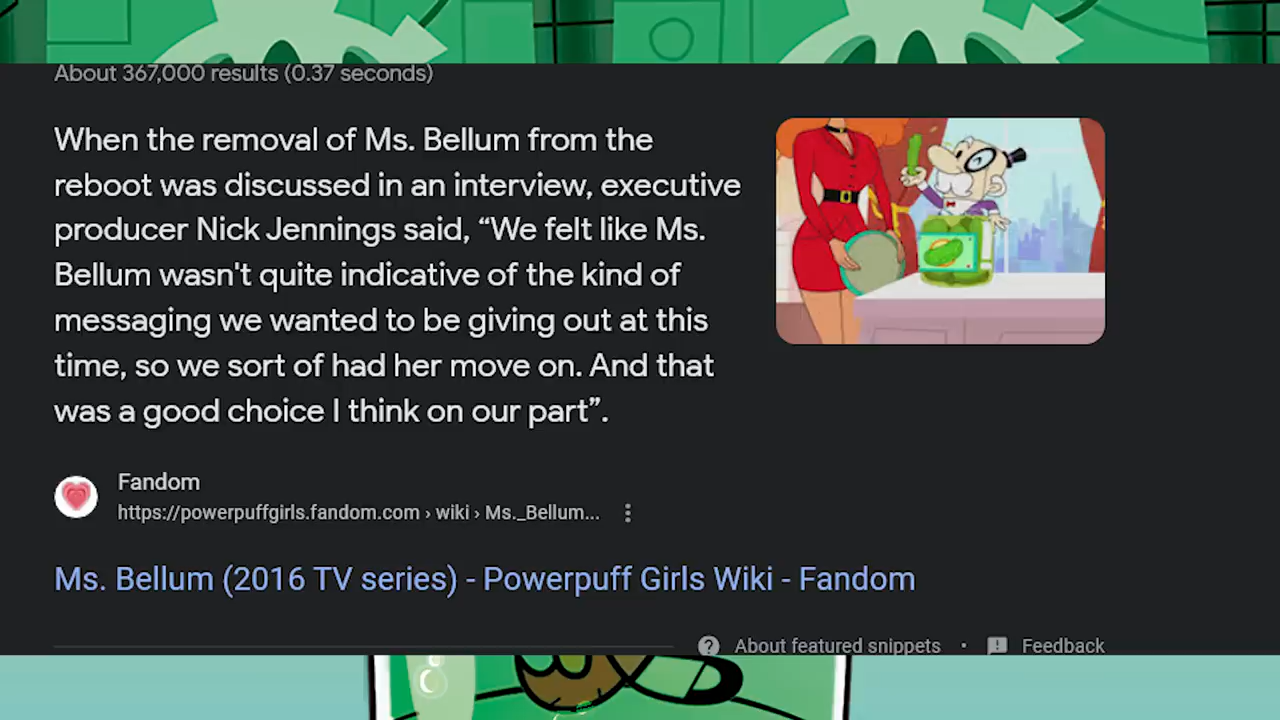 About 367,000 results (0.37 seconds)
When the removal of Ms. Bellum from the
reboot was discussed in an interview, executive
producer Nick Jennings said, “We felt like Ms.
Bellum wasn't quite indicative of the kind of
messaging we wanted to be giving out at this
time, so we sort of had her move on. And that
was a good choice I think on our part”.
Fandom
https://powerpuffgirls.fandom.com › wiki › Ms._Bellum...
Ms. Bellum (2016 TV series) - Powerpuff Girls Wiki - Fandom
About featured snippets • Feedback